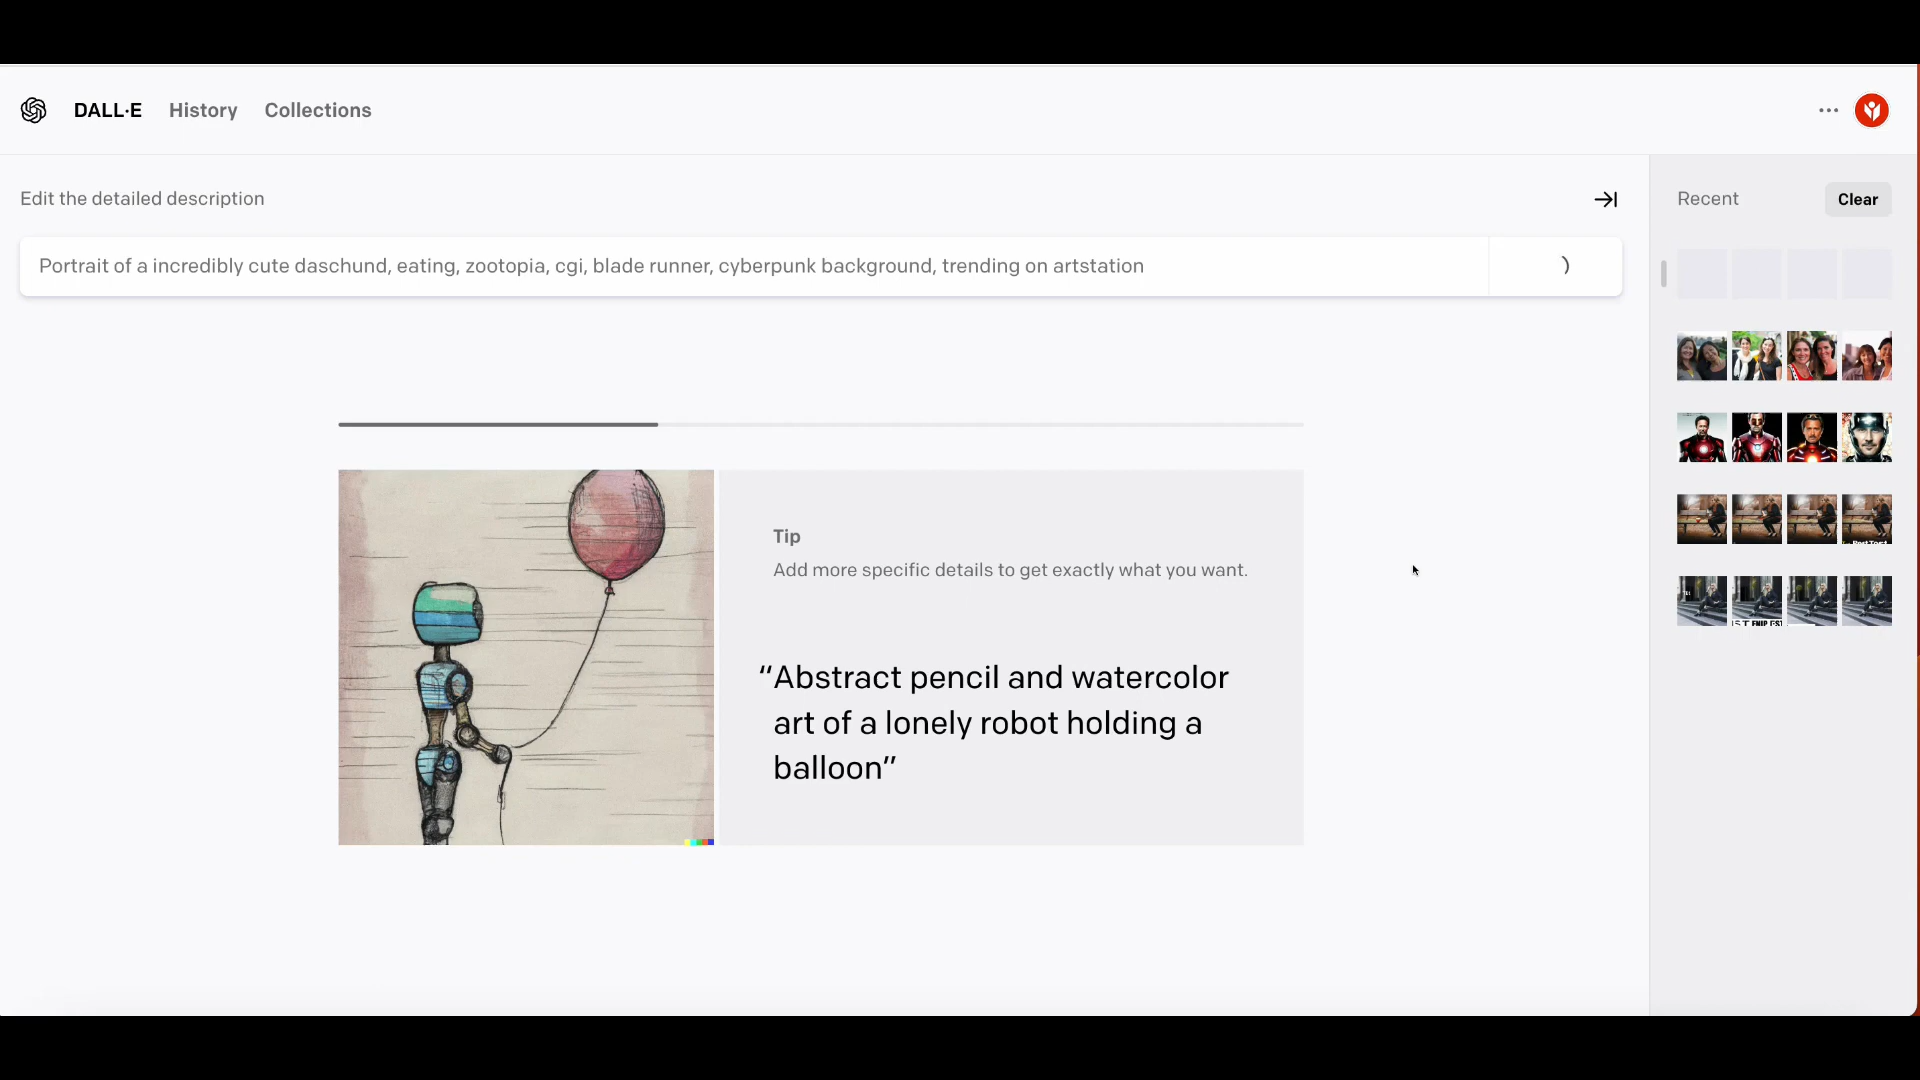 DALL·E History Collections
Edit the detailed description
Recent
Clear
Portrait of a incredibly cute daschund, eating, zootopia, cgi, blade runner, cyberpunk background, trending on artstation
Tip
Add more specific details to get exactly what you want.
“Abstract pencil and watercolor
art of a lonely robot holding a
balloon”